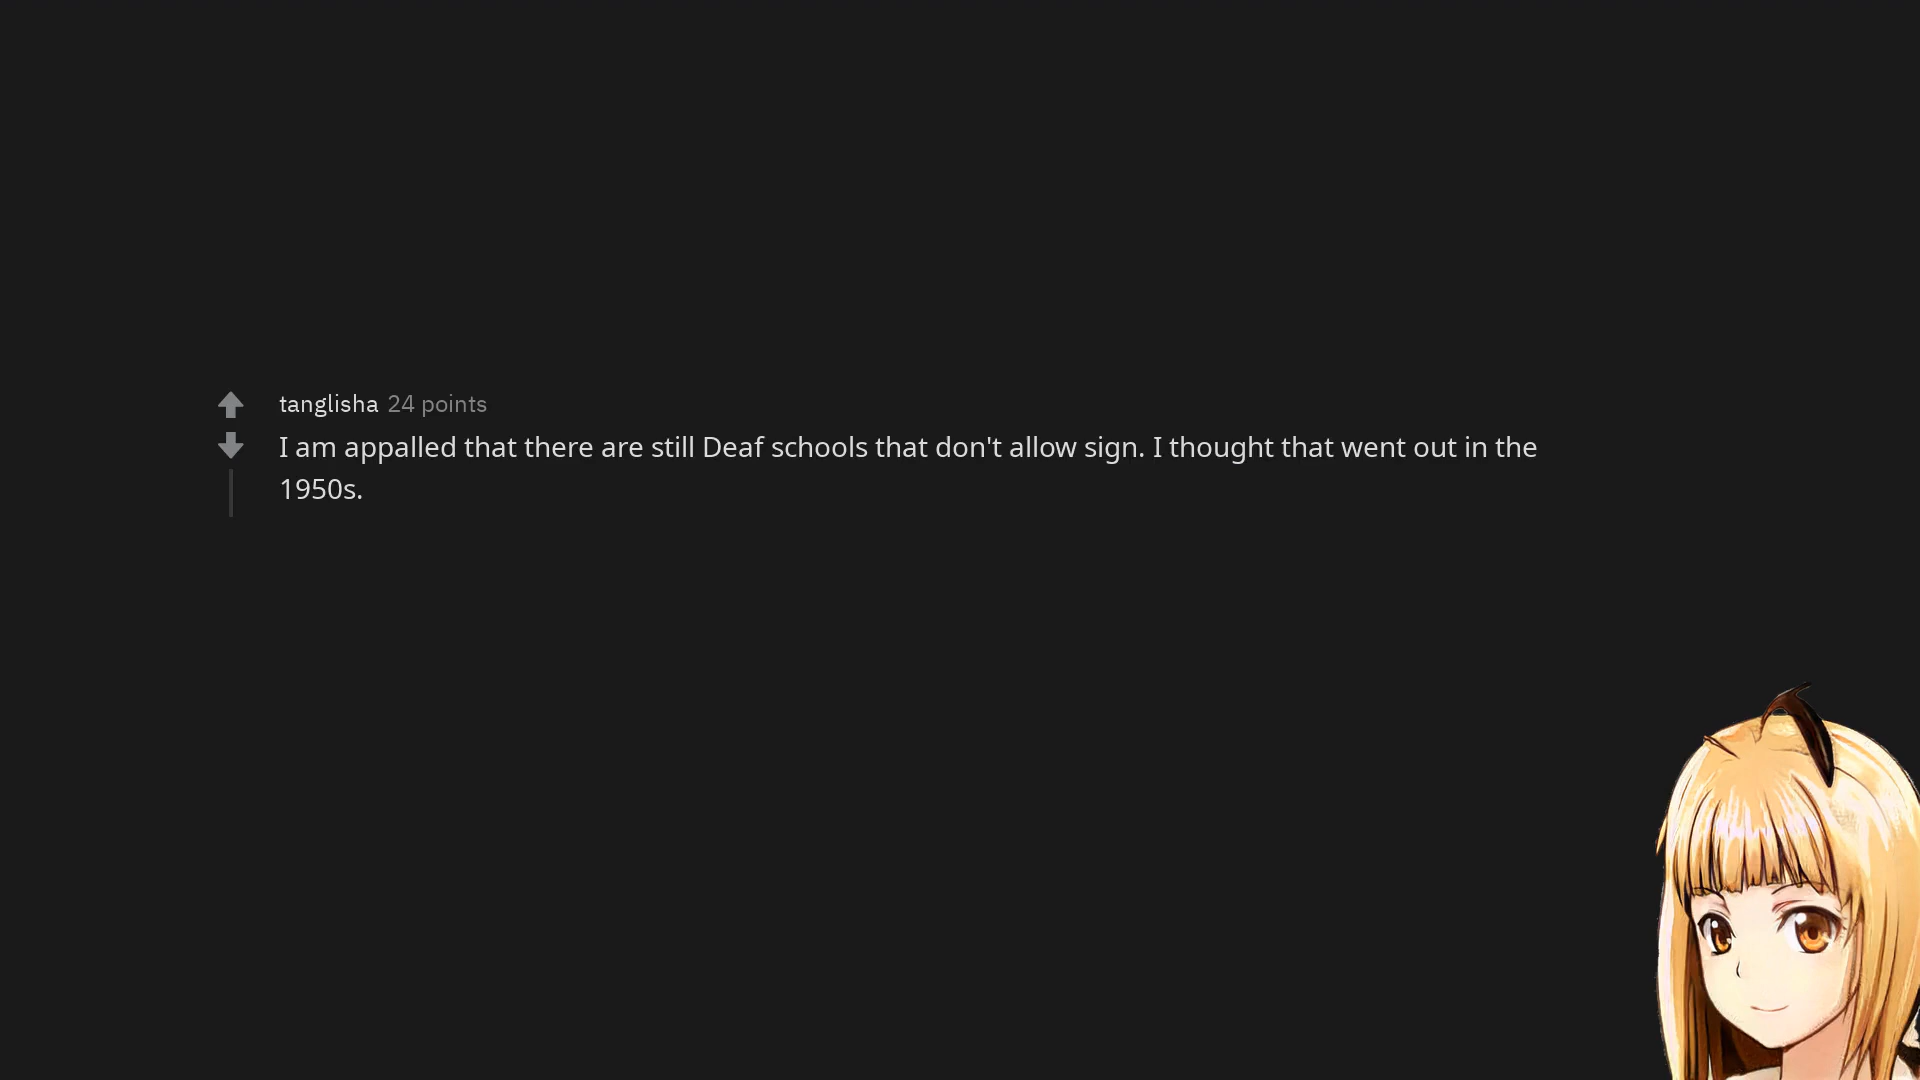 tanglisha 24 points
I am appalled that there are still Deaf schools that don't allow sign. I thought that went out in the
1950s.